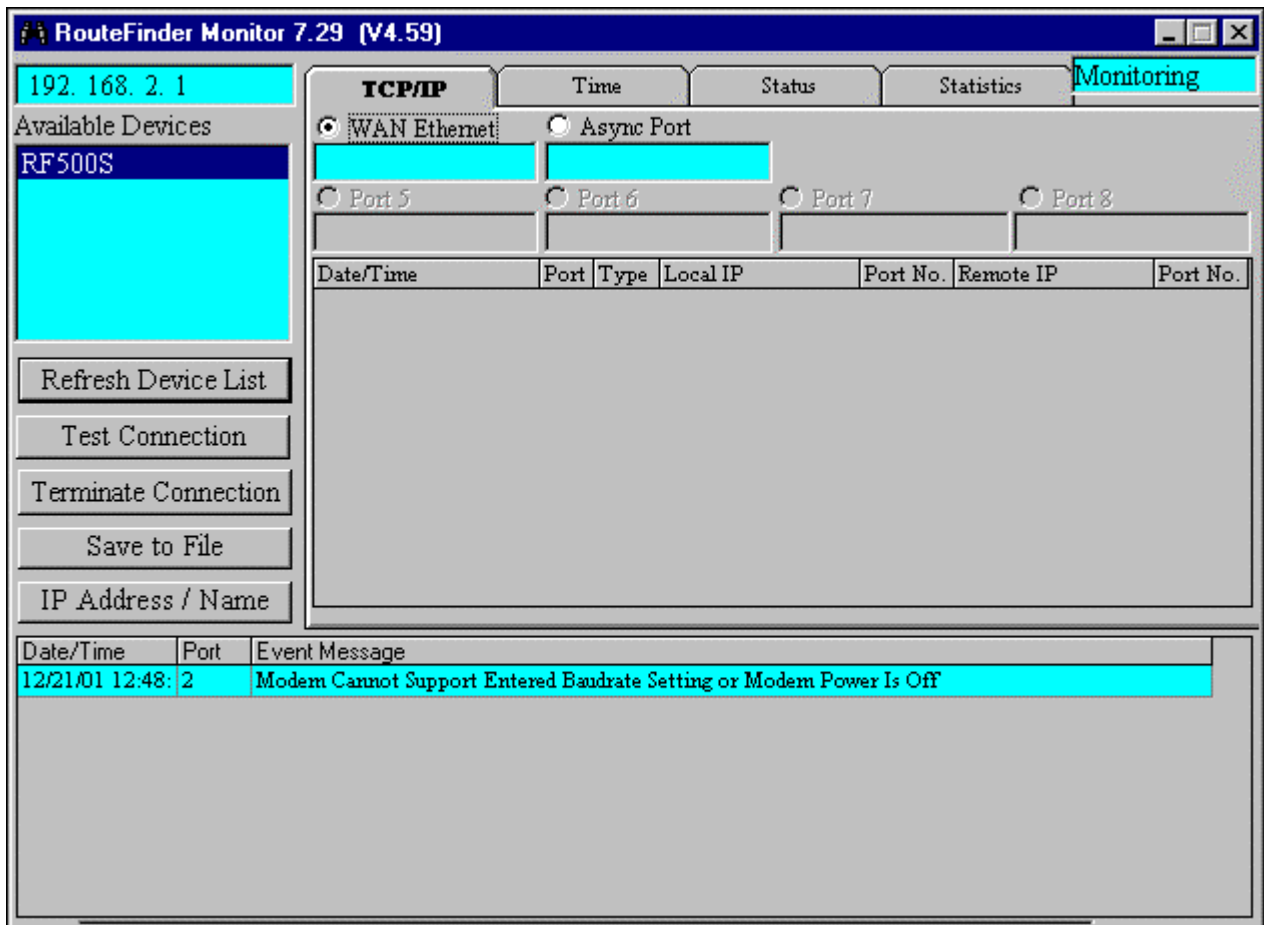 RouteFinder Monitor 7.29 (V4.59)
192. 168. 2. 1
TCP/IP Time Status Statistics Monitoring
Available Devices
WAN Ethernet Async Port
RF500S
Port 5 Port 6 Port 7 Port 8
Date/Time Port Type Local IP Port No. Remote IP Port No.
Refresh Device List
Test Connection
Terminate Connection
Save to File
IP Address / Name
Date/Time Port Event Message
12/21/01 12:48: 2 Modem Cannot Support Entered Baudrate Setting or Modem Power Is Off